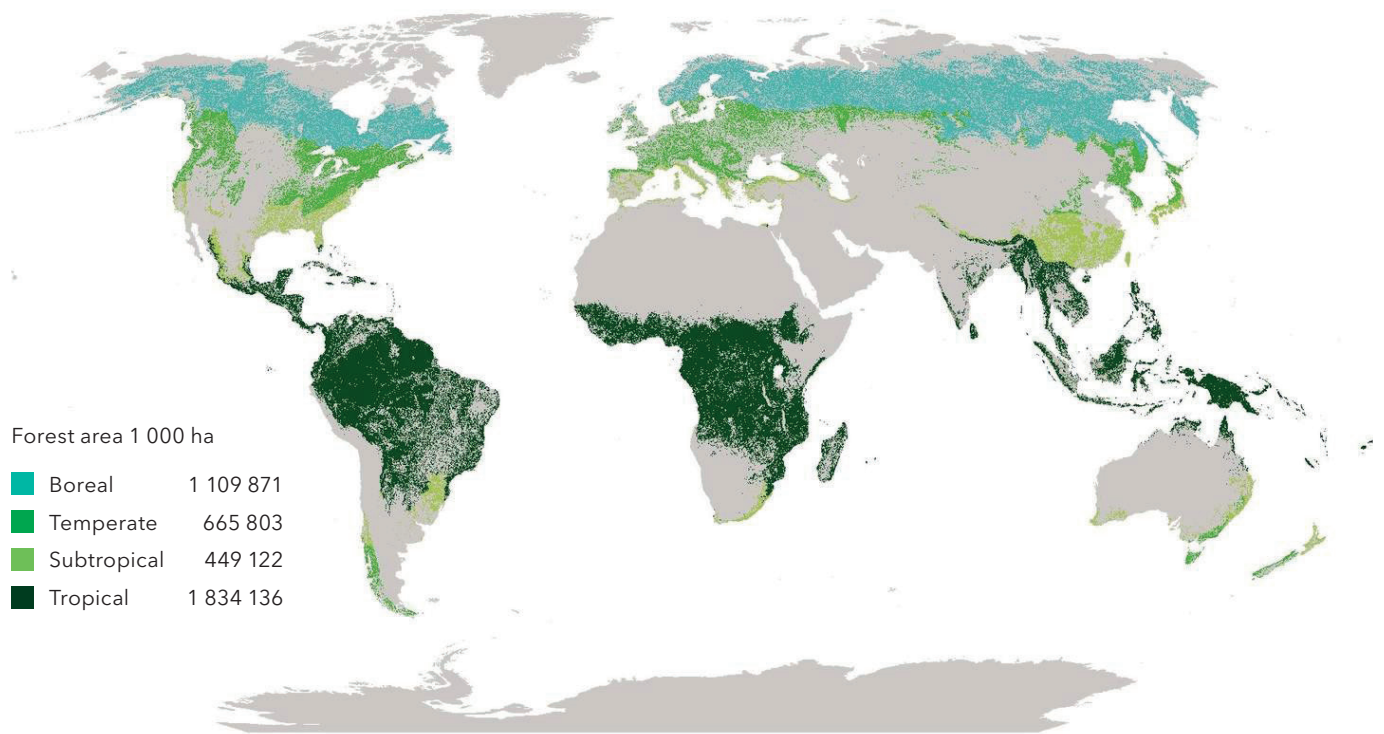 Forest area 1 000 ha
Boreal 1 109 871
Temperate 665 803
Subtropical 449 122
Tropical 1 834 136